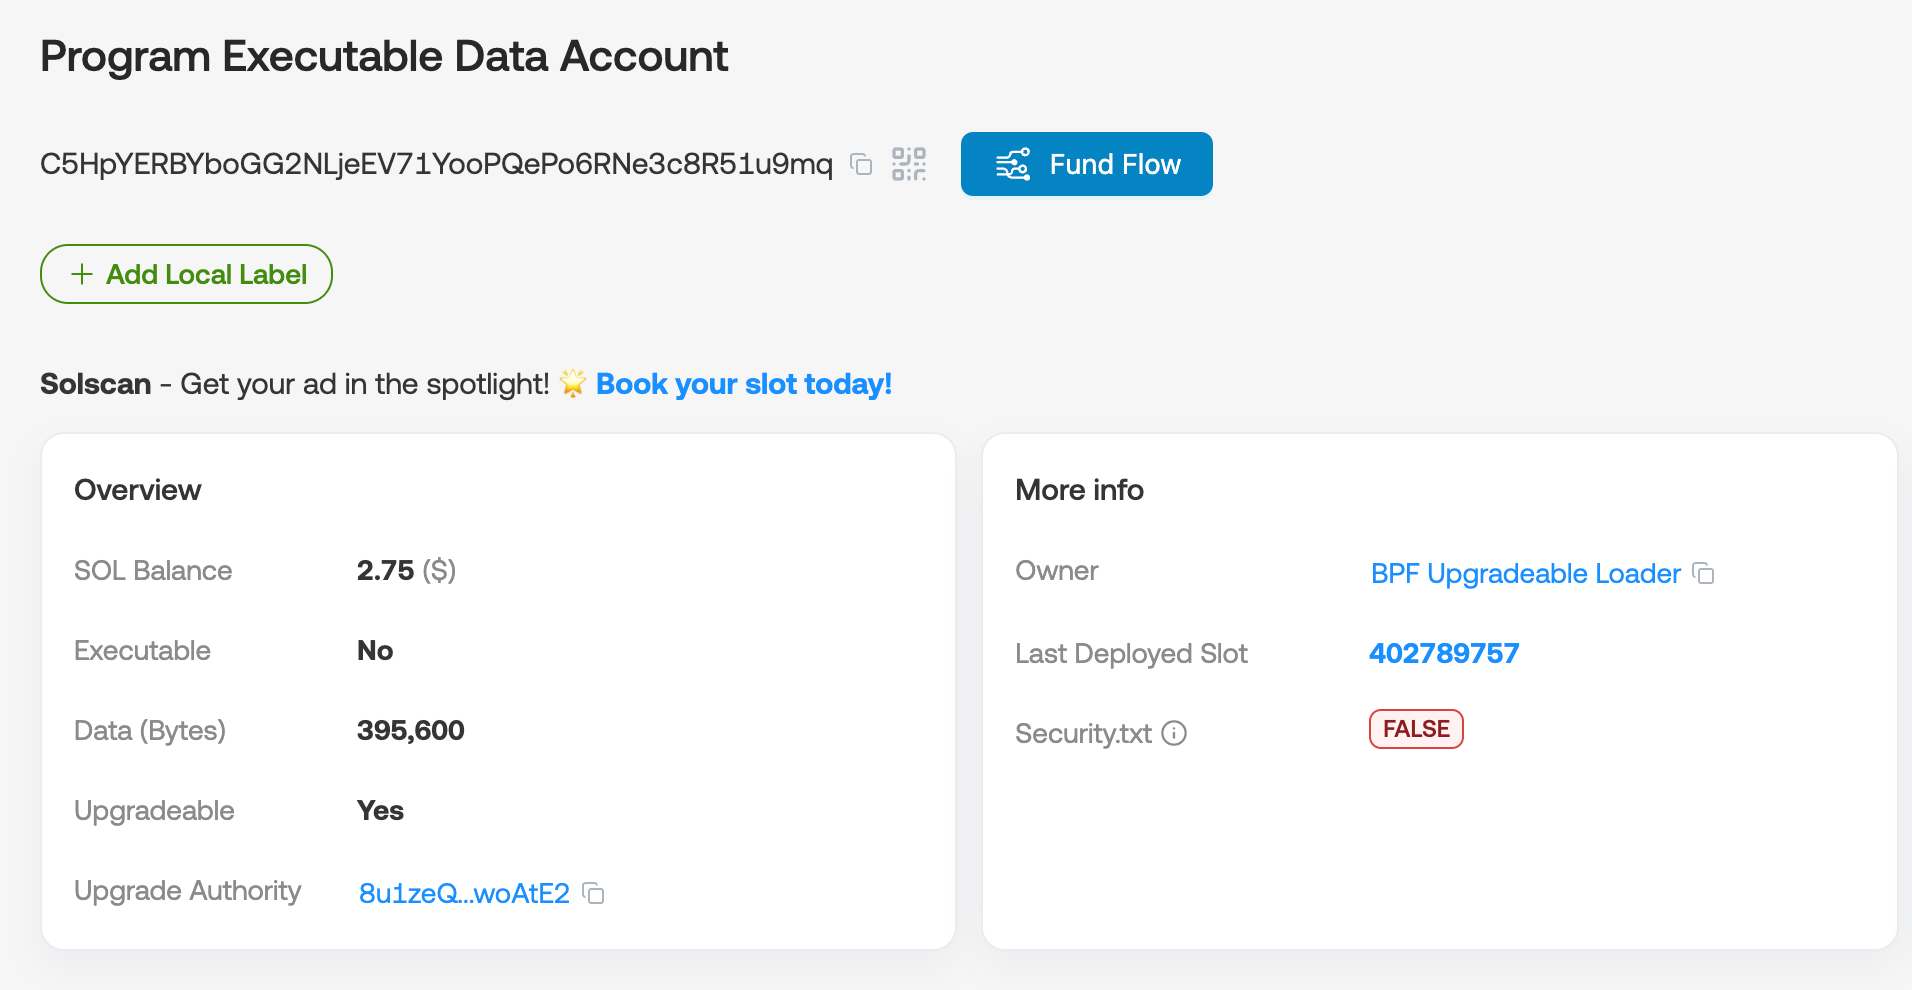 Program Executable Data Account
C5HpYERBYboGG2NLjeEV71YooPQePo6RNe3c8R51u9mq
Fund Flow
+ Add Local Label
Solscan - Get your ad in the spotlight! 🌟 Book your slot today!
Overview
SOL Balance 2.75 ($)
Executable No
Data (Bytes) 395,600
Upgradeable Yes
Upgrade Authority 8u1zeQ...woAtE2
More info
Owner BPF Upgradeable Loader
Last Deployed Slot 402789757
Security.txt FALSE